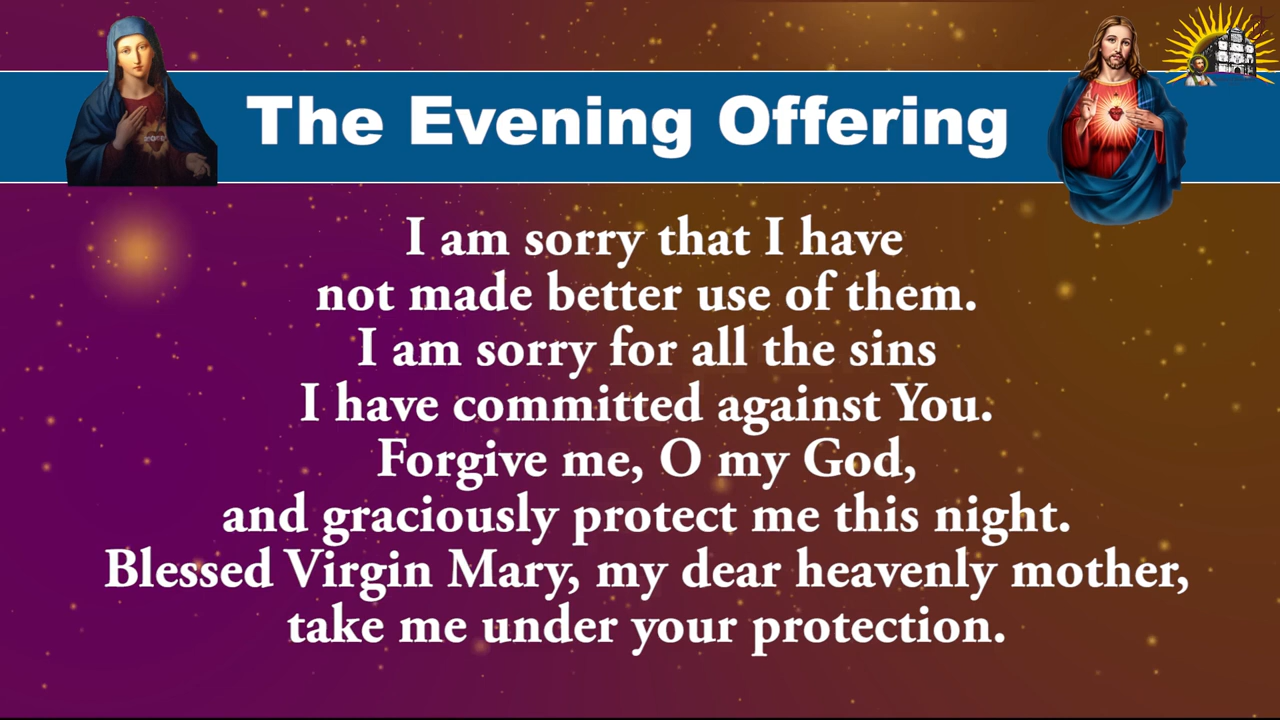 The Evening Offering
I am sorry that I have
not made better use of them.
I am sorry for all the sins
I have committed against You.
Forgive me, O my God,
and graciously protect me this night.
Blessed Virgin Mary, my dear heavenly mother,
take me under your protection.